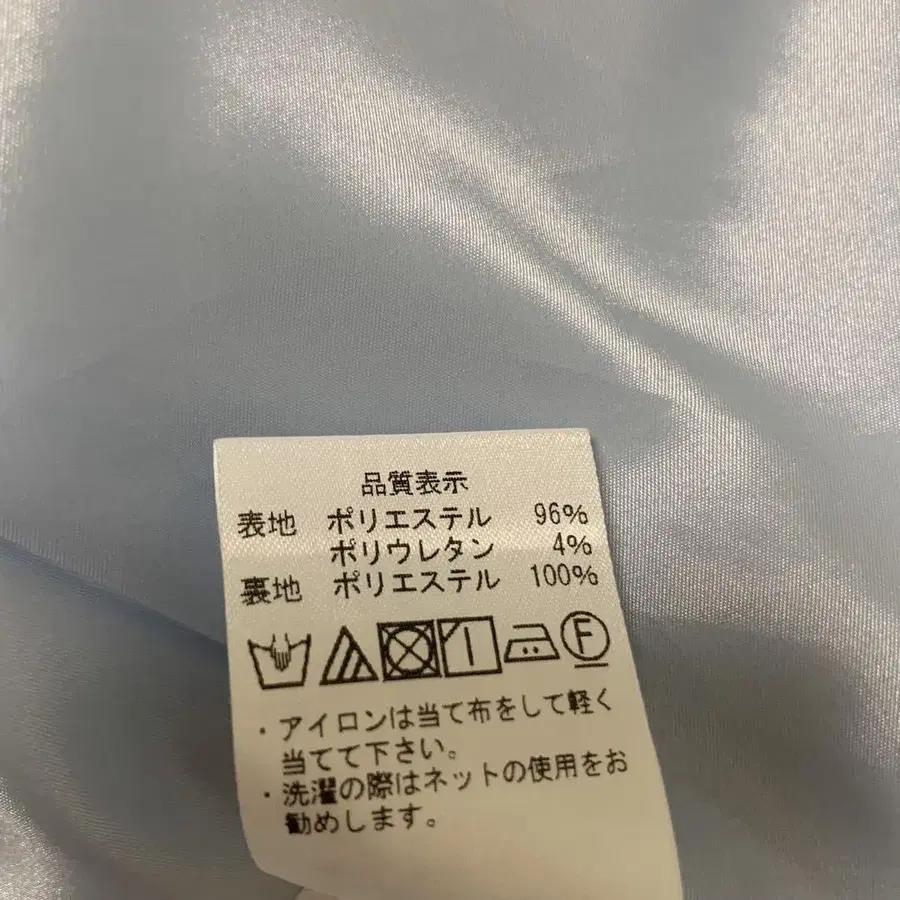 品質表示
表地 ポリエステル 96%
ポリウレタン 4%
裏地 ポリエステル 100%
F
・アイロンは当て布をして軽く
当てて下さい。
・洗濯の際はネットの使用をお
勧めします。